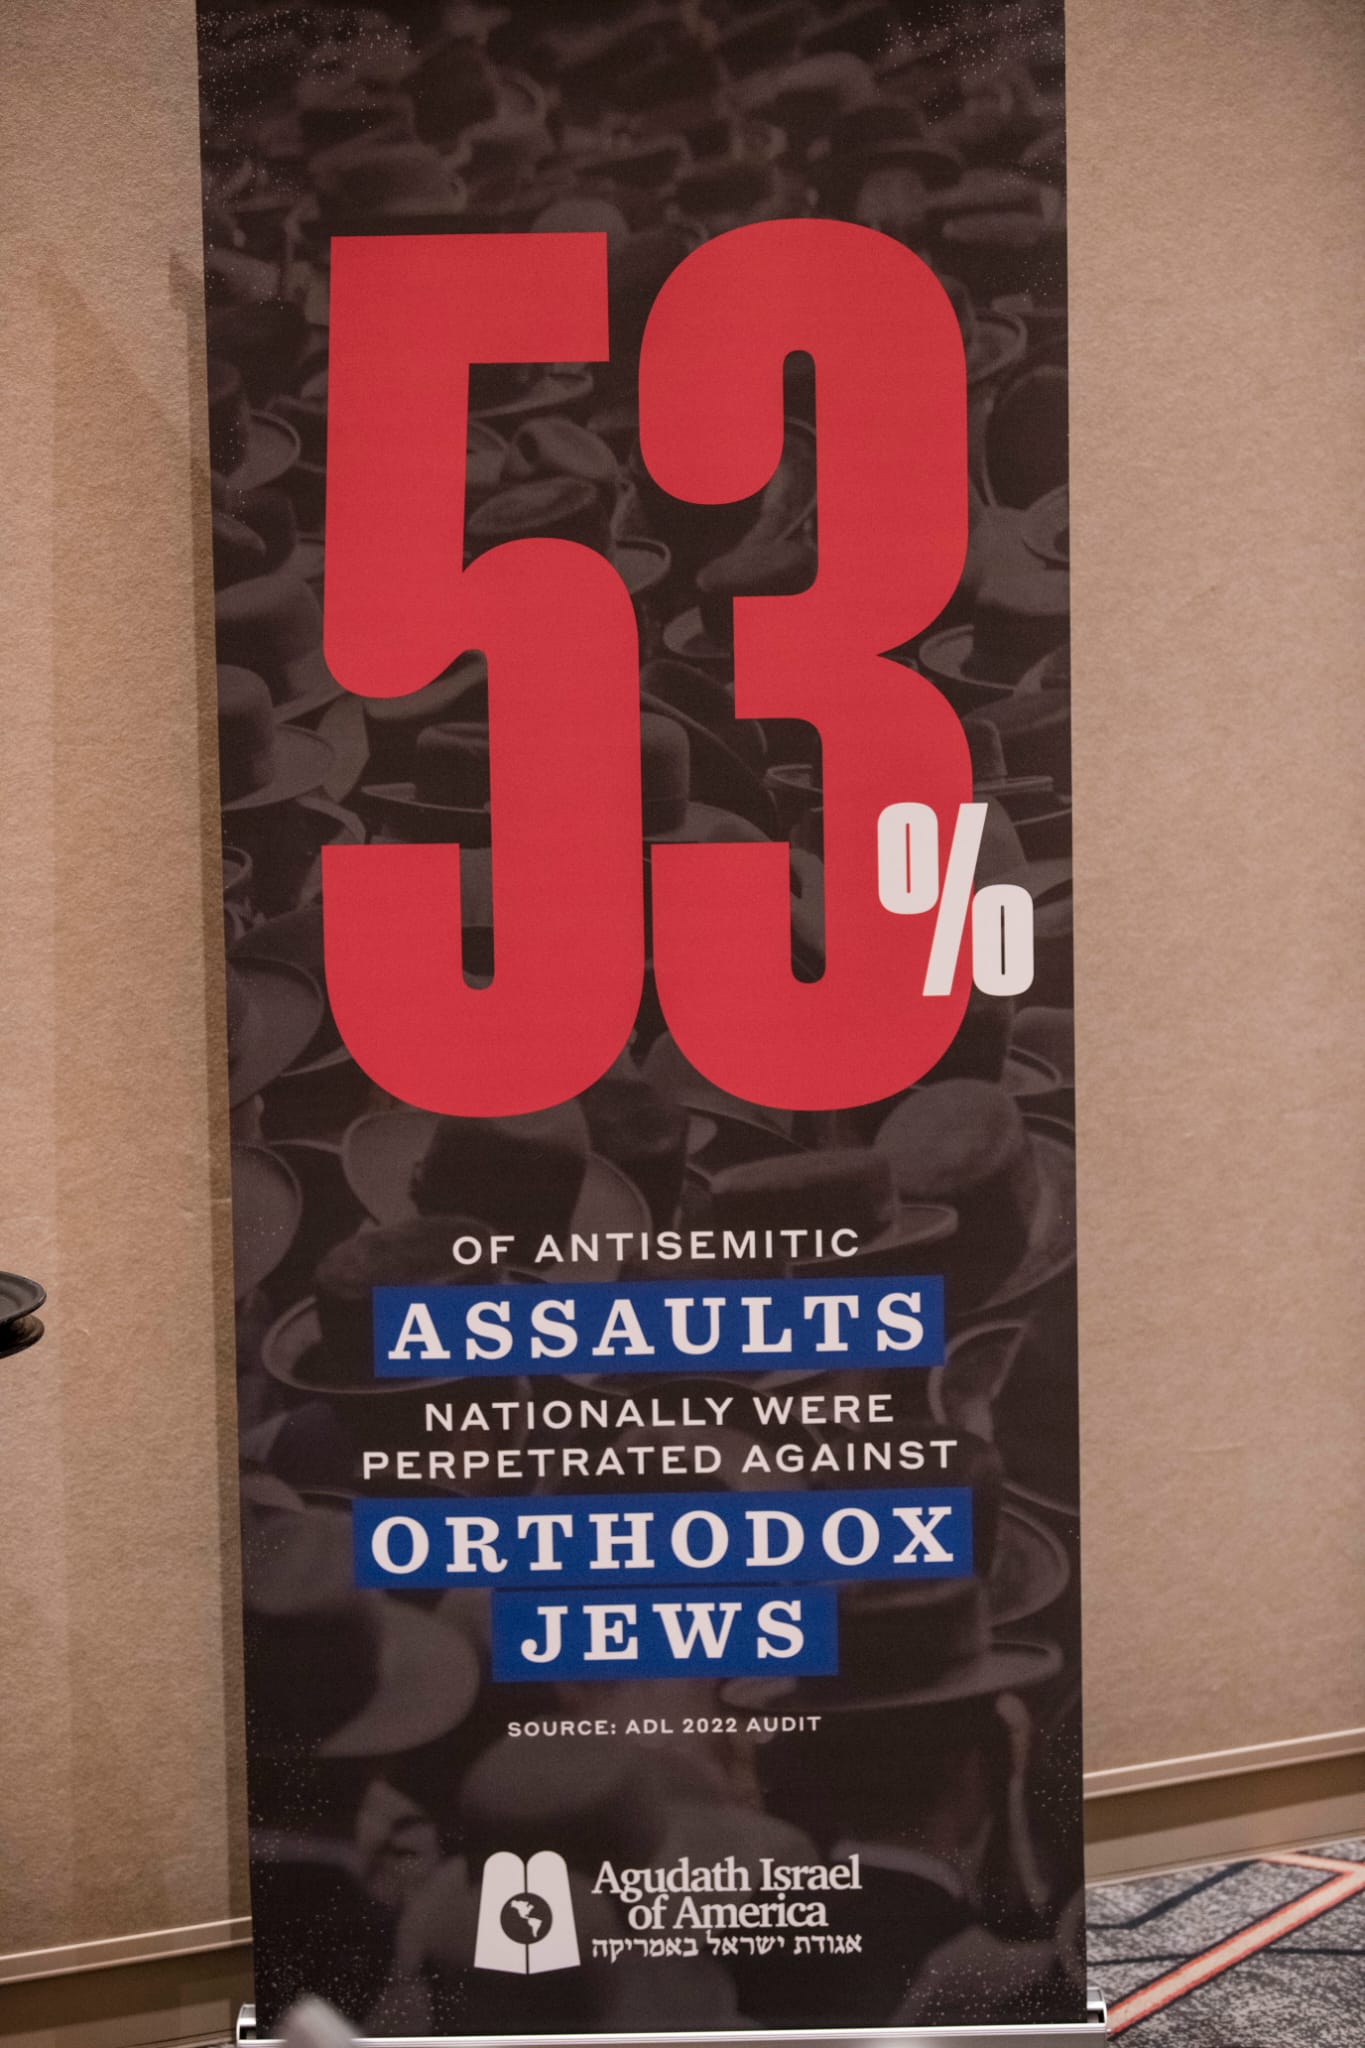 53%
OF ANTISEMITIC
ASSAULTS
NATIONALLY WERE
PERPETRATED AGAINST
ORTHODOX
JEWS
SOURCE: ADL 2022 AUDIT
Agudath Israel
of America
אגודת ישראל באמריקה